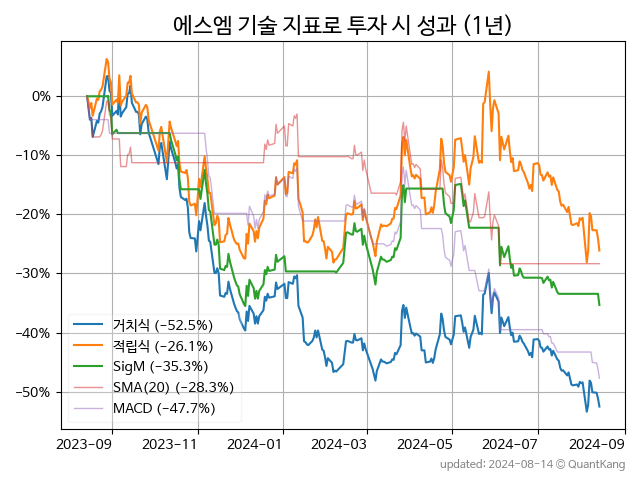 에스엠 기술 지표로 투자 시 성과 (1년)
0%
−10%
−20%
−30%
−40%
−50%
거치식 (−52.5%)
적립식 (−26.1%)
SigM (−35.3%)
SMA(20) (−28.3%)
MACD (−47.7%)
2023−09 2023−11 2024−01 2024−03 2024−05 2024−07 2024−09
updated: 2024−08−14 @ QuantKang